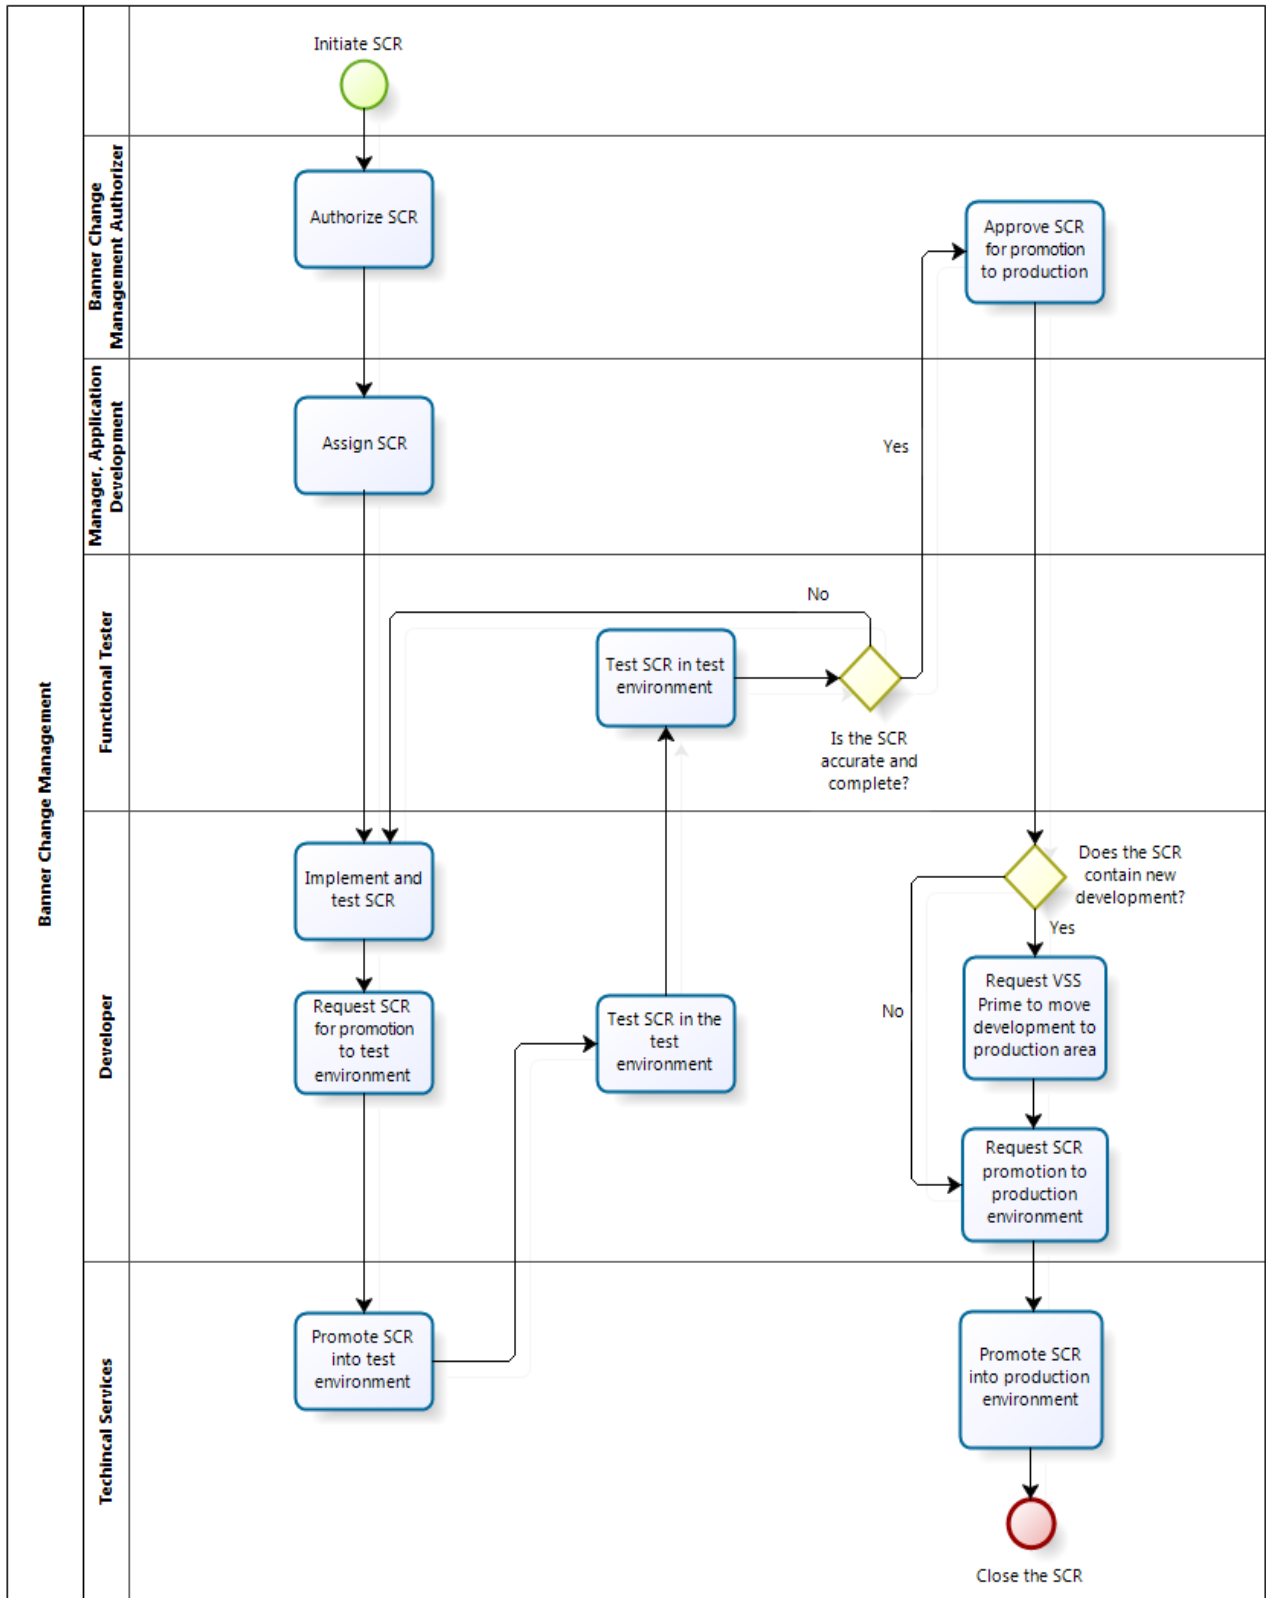 Banner Change Management
Initiate SCR
Banner Change
Management Authorizer
Authorize SCR
Approve SCR
for promotion
to production
Manager, Application
Development
Assign SCR
Yes
Functional Tester
No
Test SCR in test
environment
Is the SCR
accurate and
complete?
Developer
Implement and
test SCR
Does the SCR
contain new
development?
Yes
Request SCR
for promotion
to test
environment
Test SCR in the
test
environment
No
Request VSS
Prime to move
development to
production area
Request SCR
promotion to
production
environment
Techincal Services
Promote SCR
into test
environment
Promote SCR
into production
environment
Close the SCR